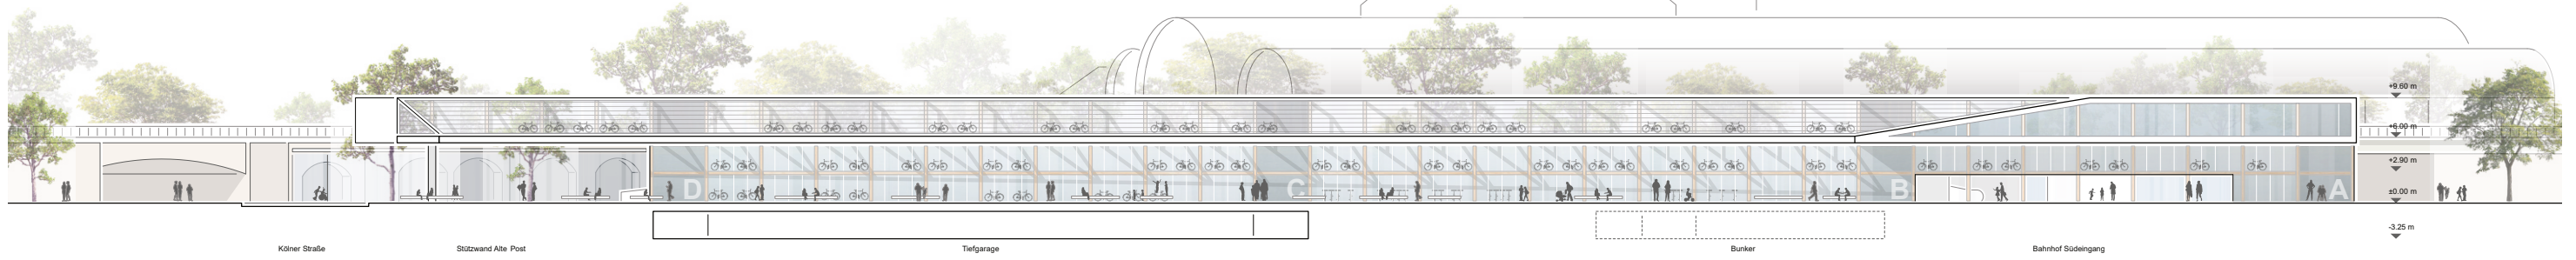 +9.60 m
+6.00 m
+2.90 m
±0.00 m
-3.25 m
D
C
B
A
Kölner Straße
Stützwand Alte Post
Tiefgarage
Bunker
Bahnhof Südeingang